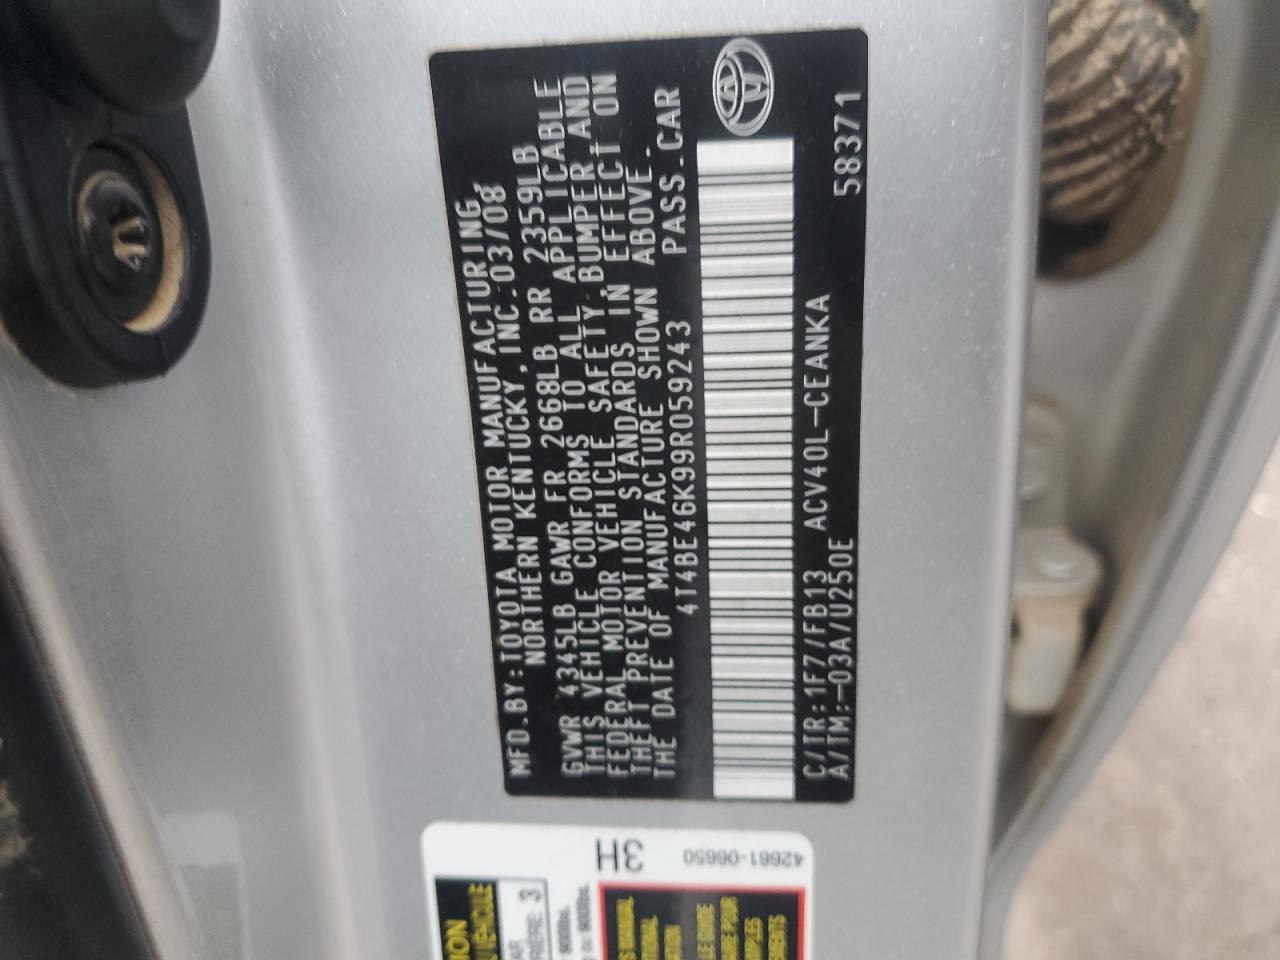 MFD.BY:TOYOTA MOTOR MANUFACTURING,
NORTHERN KENTUCKY, INC. 03/08
GVWR 4345LB GAWR FR 2668LB RR 2359LB
THIS VEHICLE CONFORMS TO ALL APPLICABLE
FEDERAL MOTOR VEHICLE SAFETY, BUMPER AND
THEFT PREVENTION STANDARDS IN EFFECT ON
THE DATE OF MANUFACTURE SHOWN ABOVE.
4T4BE46K99R059243 PASS.CAR
C/TR:1F7/FB13 ACV40L-CEANKA 58371
A/TM:-03A/U250E
3H
42661-06650
3